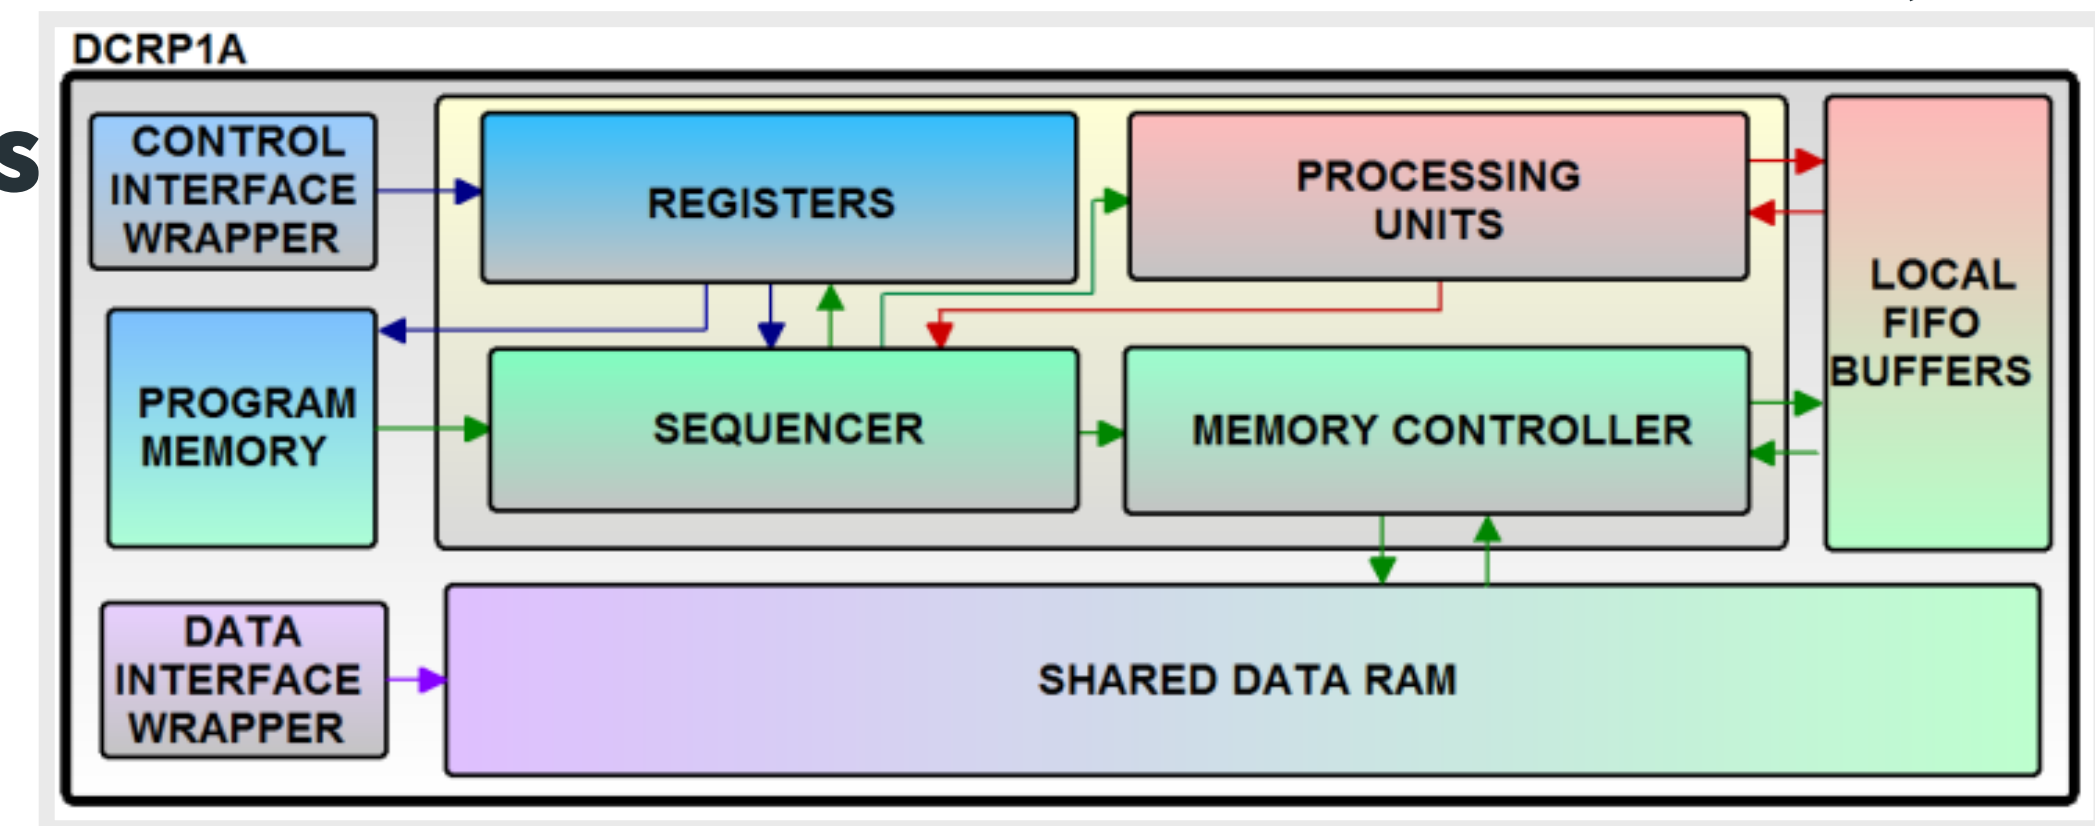 DCRP1A
s
CONTROL
INTERFACE
WRAPPER
REGISTERS
PROCESSING
UNITS
LOCAL
FIFO
BUFFERS
PROGRAM
MEMORY
SEQUENCER
MEMORY CONTROLLER
DATA
INTERFACE
WRAPPER
SHARED DATA RAM